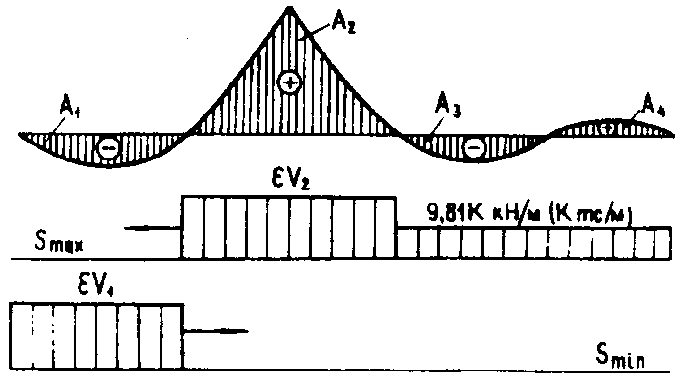 A₂
A₁
A₃
A₄
+
−
−
+
εV₂
9,81K кН/м (К тс/м)
Smax
εV₁
Smin